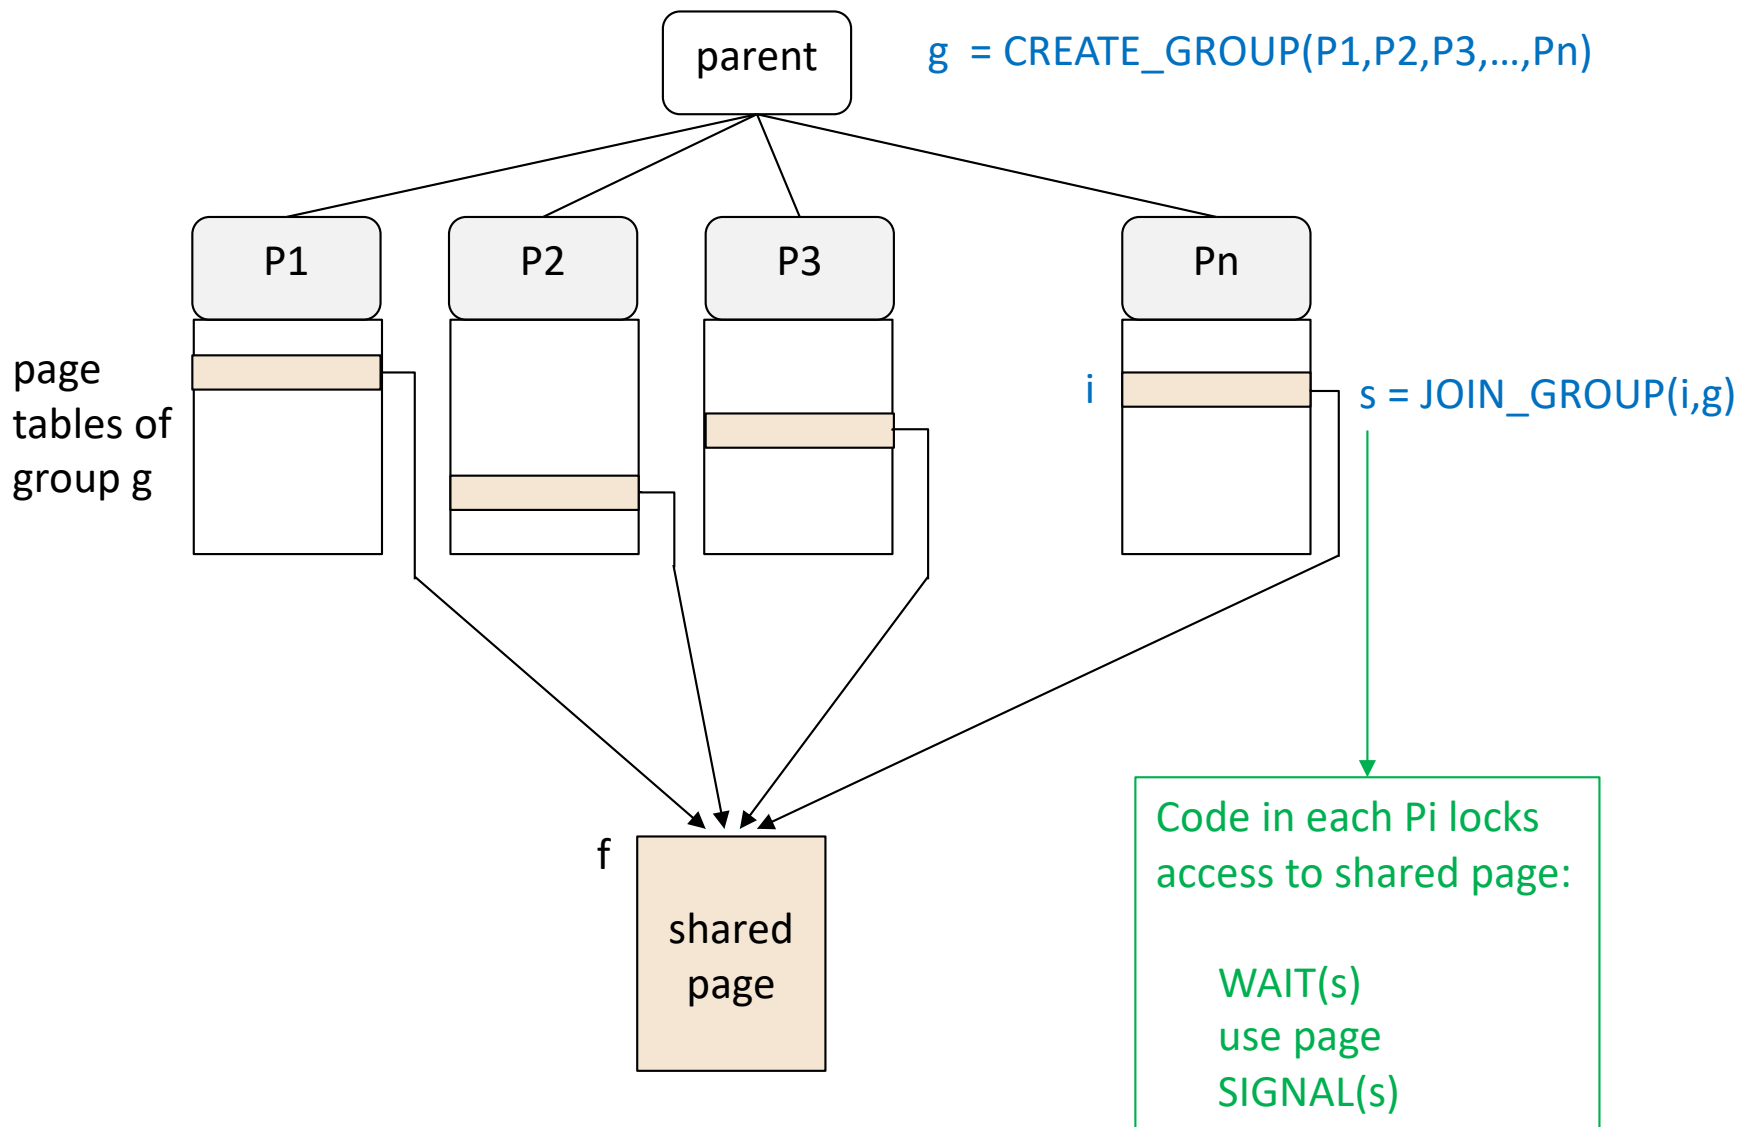 parent
g = CREATE_GROUP(P1,P2,P3,...,Pn)
P1
P2
P3
Pn
page
tables of
group g
i
s = JOIN_GROUP(i,g)
f
shared
page
Code in each Pi locks
access to shared page:
WAIT(s)
use page
SIGNAL(s)